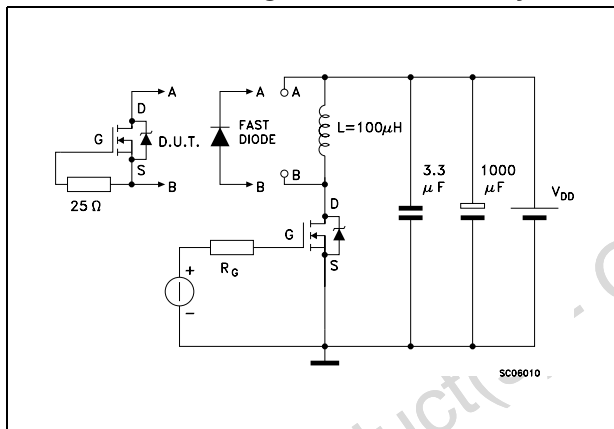 A
A
A
D
G
D.U.T.
FAST
DIODE
L=100μH
S
B
B
B
25 Ω
D
G
S
R_G
+
-
3.3
μF
1000
μF
V_DD
SC06010